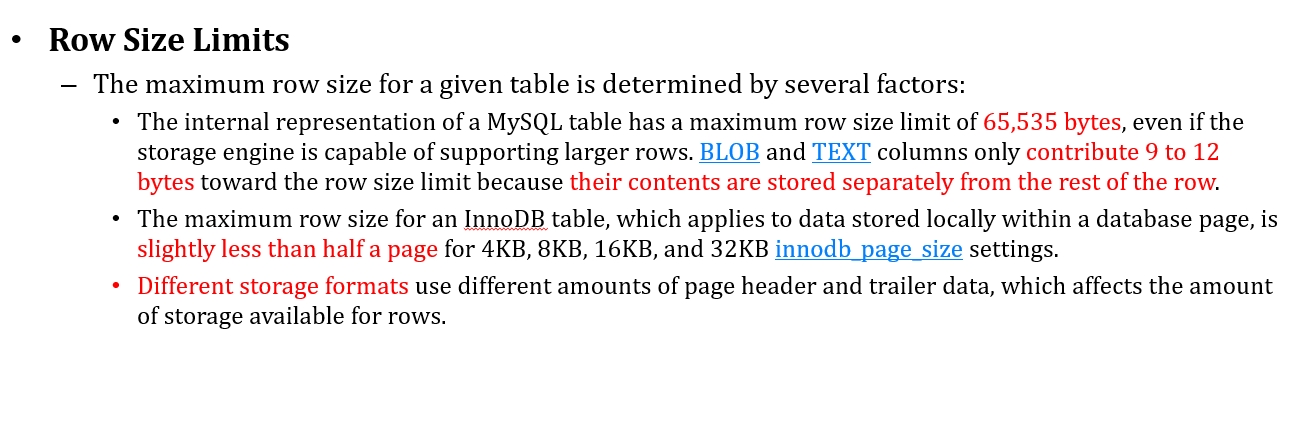 • Row Size Limits
– The maximum row size for a given table is determined by several factors:
• The internal representation of a MySQL table has a maximum row size limit of 65,535 bytes, even if the
storage engine is capable of supporting larger rows. BLOB and TEXT columns only contribute 9 to 12
bytes toward the row size limit because their contents are stored separately from the rest of the row.
• The maximum row size for an InnoDB table, which applies to data stored locally within a database page, is
slightly less than half a page for 4KB, 8KB, 16KB, and 32KB innodb_page_size settings.
• Different storage formats use different amounts of page header and trailer data, which affects the amount
of storage available for rows.